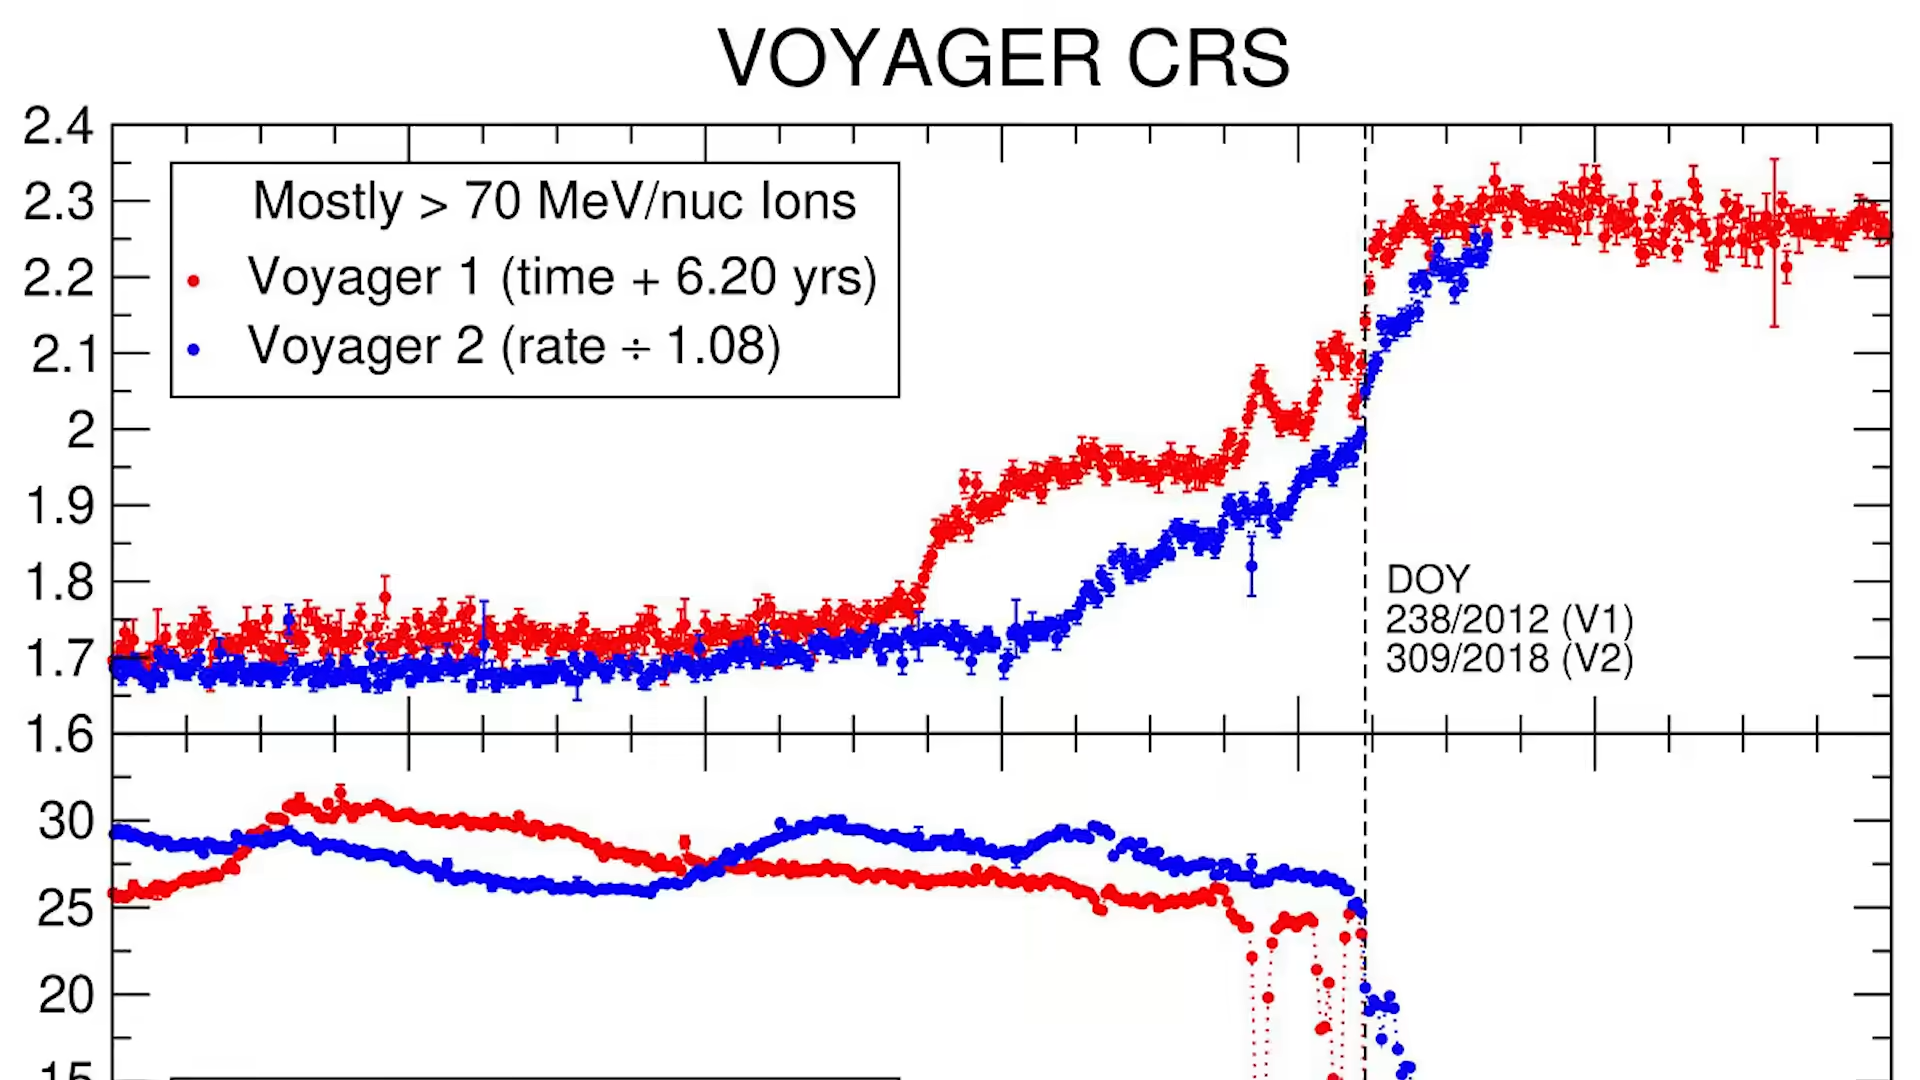 VOYAGER CRS
2.4
2.3
2.2
2.1
2
1.9
1.8
1.7
1.6
Mostly > 70 MeV/nuc Ions
Voyager 1 (time + 6.20 yrs)
Voyager 2 (rate ÷ 1.08)
DOY
238/2012 (V1)
309/2018 (V2)
30
25
20
15